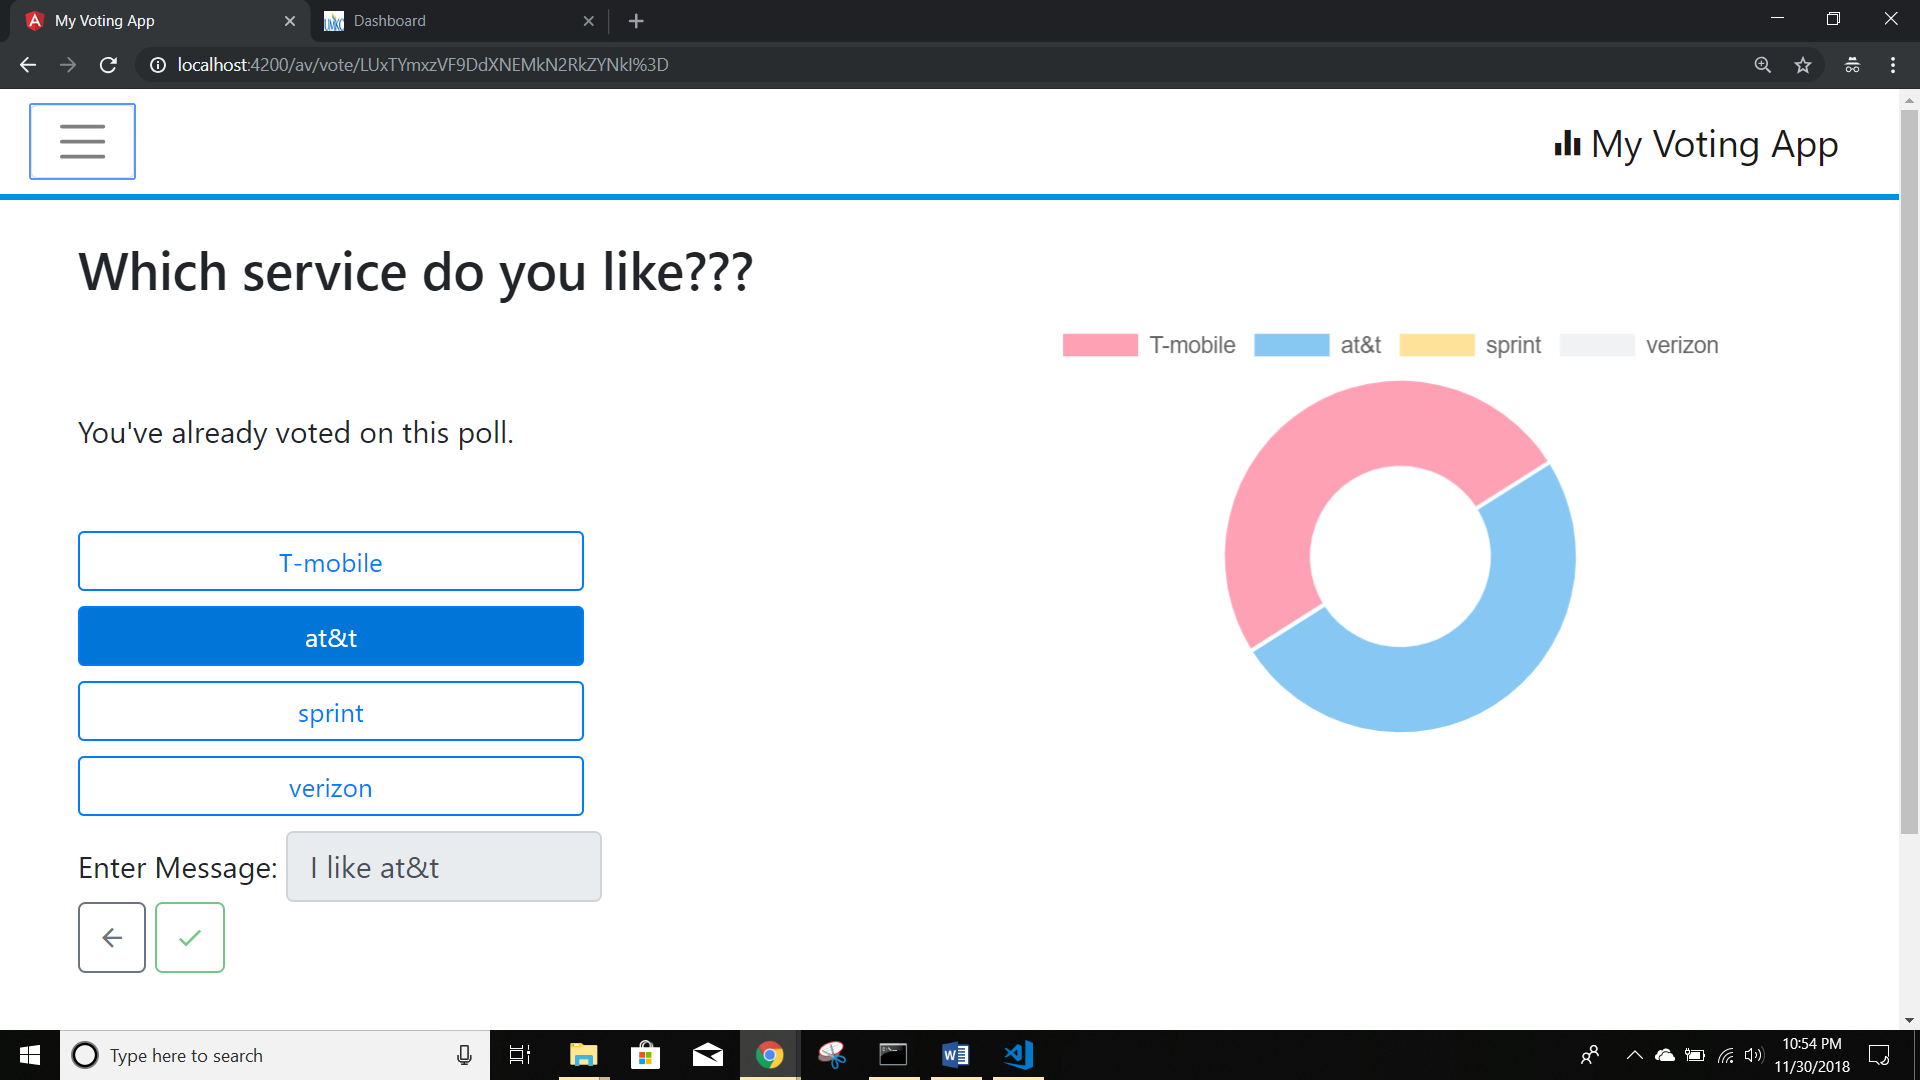 My Voting App
Dashboard
localhost:4200/av/vote/LUxTYmxzVF9DdXNEMkN2RkZYNkl%3D
My Voting App
Which service do you like???
T-mobile at&t sprint verizon
You've already voted on this poll.
T-mobile
at&t
sprint
verizon
Enter Message: I like at&t
Type here to search
10:54 PM
11/30/2018